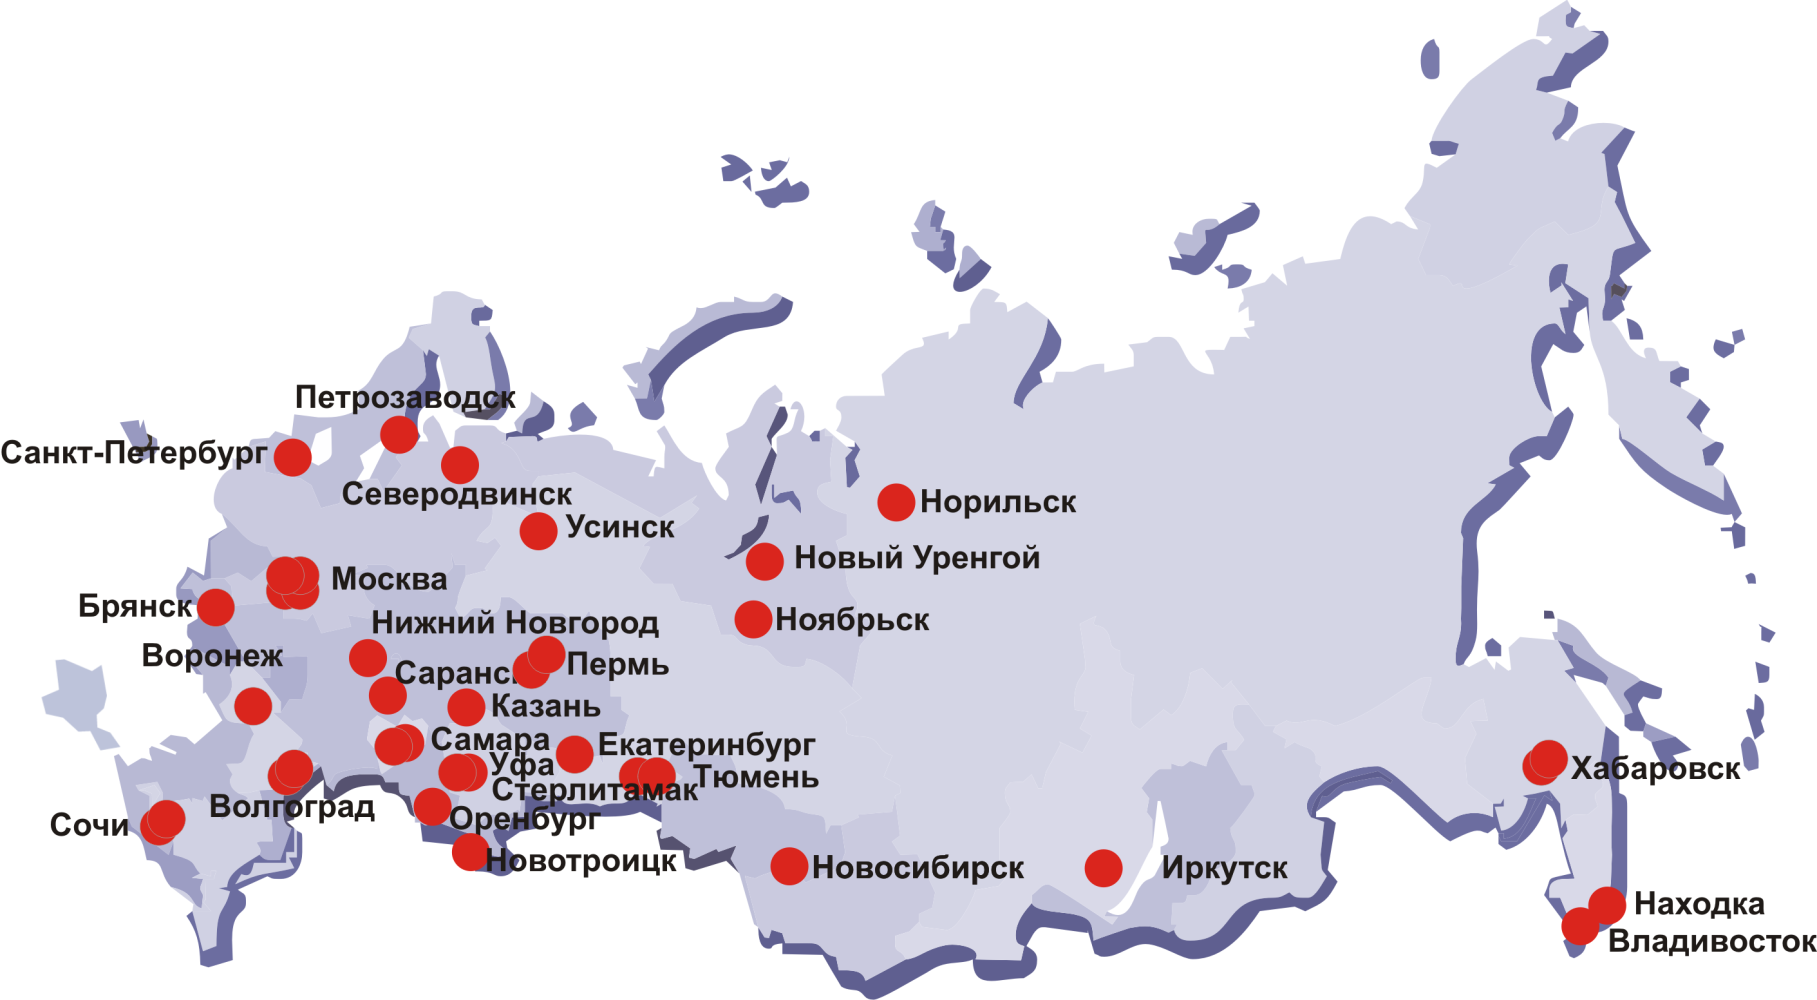 Петрозаводск
Санкт-Петербург
Северодвинск
Норильск
Усинск
Новый Уренгой
Москва
Брянск
Нижний Новгород
Ноябрьск
Воронеж
Пермь
Саранс
Казань
Самара
Екатеринбург
Уфа
Тюмень
Хабаровск
Стерлитамак
Волгоград
Оренбург
Сочи
Новотроицк
Новосибирск
Иркутск
Находка
Владивосток